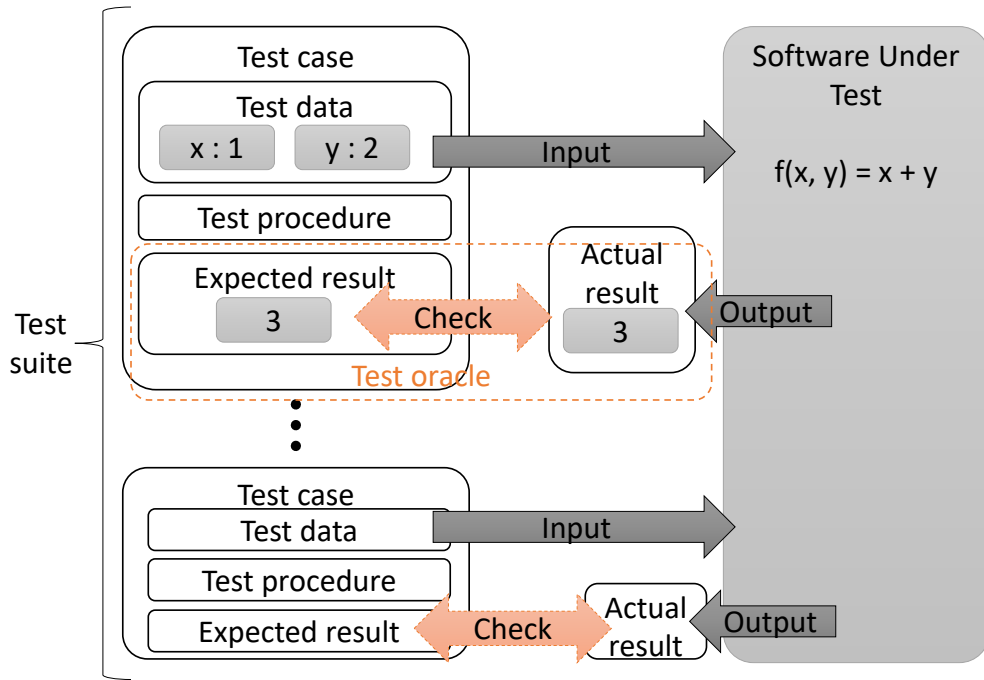 Test case
Test data
x : 1
y : 2
Input
Software Under
Test
f(x, y) = x + y
Test procedure
Expected result
3
Check
Actual
result
3
Output
Test oracle
Test
suite
Test case
Test data
Input
Test procedure
Expected result
Check
Actual
result
Output